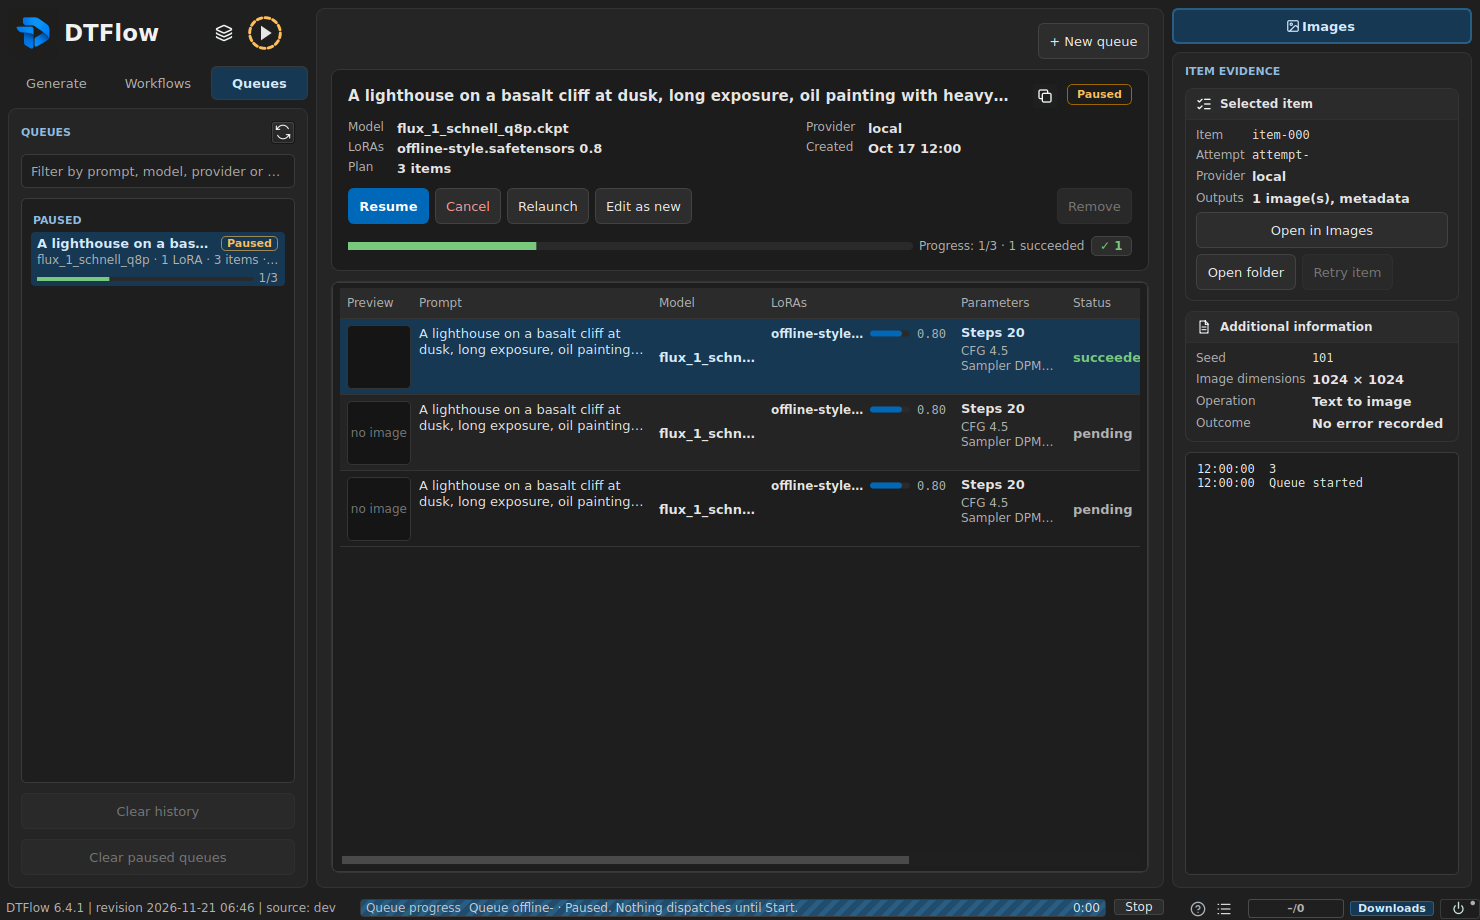 DTFlow
Generate
Workflows
Queues
QUEUES
Filter by prompt, model, provider or ...
PAUSED
A lighthouse on a bas... Paused
flux_1_schnell_q8p · 1 LoRA · 3 items ·...
1/3
Clear history
Clear paused queues
+ New queue
A lighthouse on a basalt cliff at dusk, long exposure, oil painting with heavy... Paused
Model flux_1_schnell_q8p.ckpt Provider local
LoRAs offline-style.safetensors 0.8 Created Oct 17 12:00
Plan 3 items
Resume Cancel Relaunch Edit as new Remove
Progress: 1/3 · 1 succeeded ✓ 1
Preview Prompt Model LoRAs Parameters Status
A lighthouse on a basalt cliff at
dusk, long exposure, oil painting...
flux_1_schn...
offline-style... 0.80
Steps 20
CFG 4.5
Sampler DPM...
succeede
no image
A lighthouse on a basalt cliff at
dusk, long exposure, oil painting...
flux_1_schn...
offline-style... 0.80
Steps 20
CFG 4.5
Sampler DPM...
pending
no image
A lighthouse on a basalt cliff at
dusk, long exposure, oil painting...
flux_1_schn...
offline-style... 0.80
Steps 20
CFG 4.5
Sampler DPM...
pending
Images
ITEM EVIDENCE
Selected item
Item item-000
Attempt attempt-
Provider local
Outputs 1 image(s), metadata
Open in Images
Open folder Retry item
Additional information
Seed 101
Image dimensions 1024 × 1024
Operation Text to image
Outcome No error recorded
12:00:00 3
12:00:00 Queue started
DTFlow 6.4.1 | revision 2026-11-21 06:46 | source: dev
Queue progress Queue offline- · Paused. Nothing dispatches until Start. 0:00
Stop
-/0
Downloads